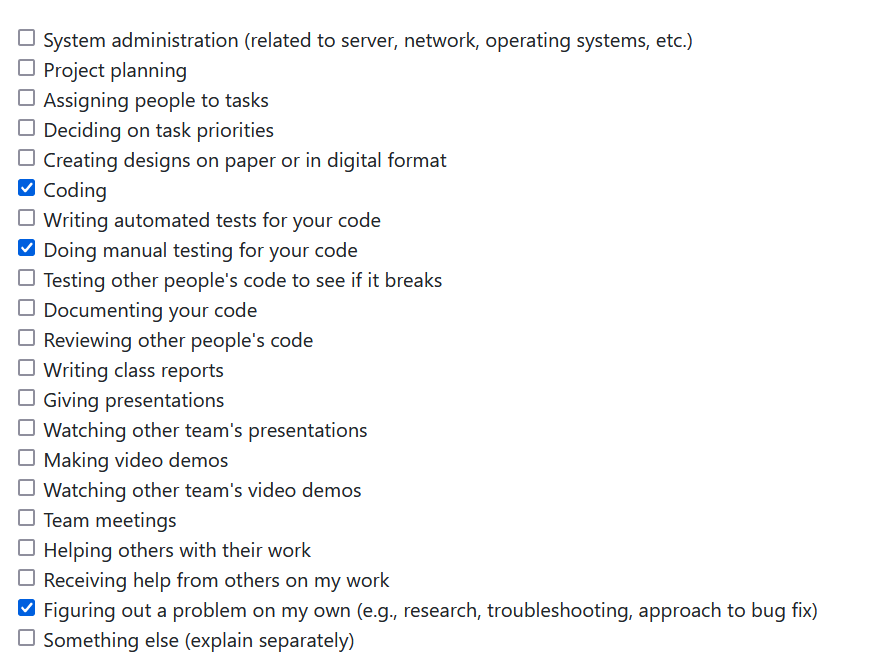 System administration (related to server, network, operating systems, etc.)
Project planning
Assigning people to tasks
Deciding on task priorities
Creating designs on paper or in digital format
Coding
Writing automated tests for your code
Doing manual testing for your code
Testing other people's code to see if it breaks
Documenting your code
Reviewing other people's code
Writing class reports
Giving presentations
Watching other team's presentations
Making video demos
Watching other team's video demos
Team meetings
Helping others with their work
Receiving help from others on my work
Figuring out a problem on my own (e.g., research, troubleshooting, approach to bug fix)
Something else (explain separately)